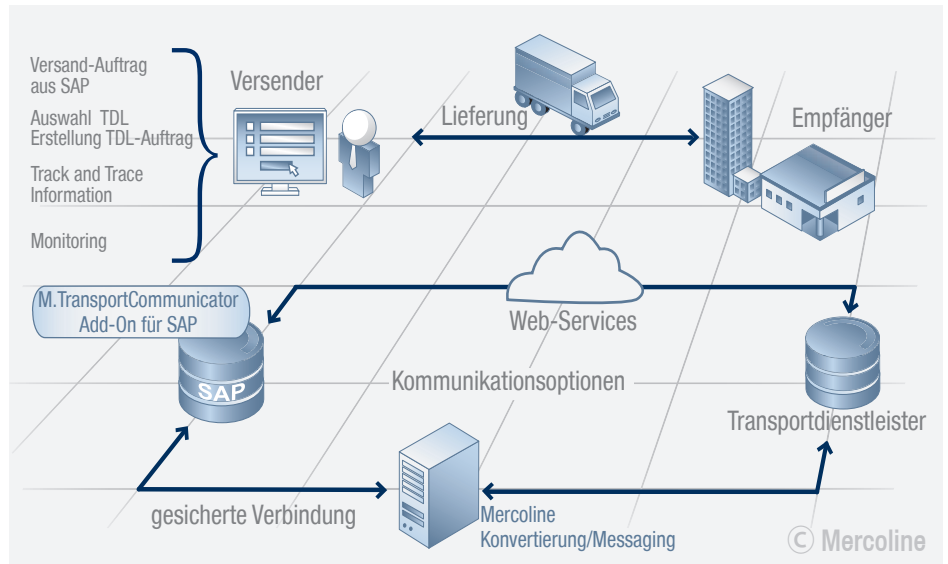 Versand-Auftrag
aus SAP
Auswahl TDL
Erstellung TDL-Auftrag
Track and Trace
Information
Monitoring
Versender
Lieferung
Empfänger
M.TransportCommunicator
Add-On für SAP
SAP
Web-Services
Kommunikationsoptionen
Transportdienstleister
gesicherte Verbindung
Mercoline
Konvertierung/Messaging
© Mercoline